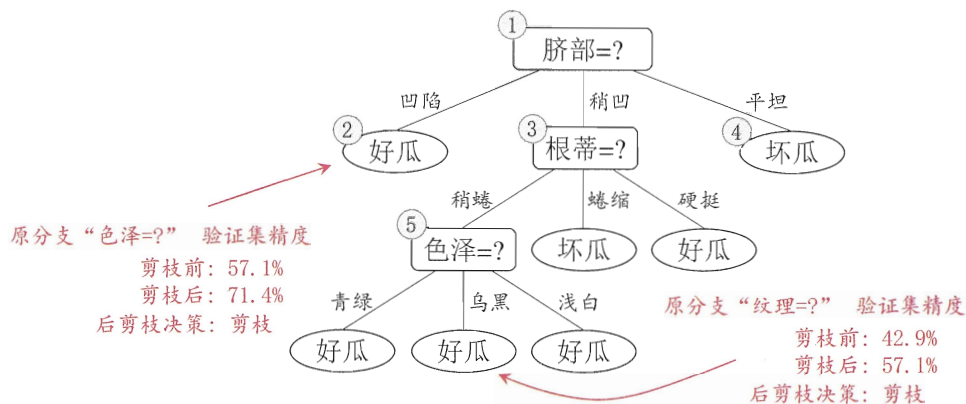 ①
脐部=?
凹陷
稍凹
平坦
②
好瓜
③
根蒂=?
④
坏瓜
稍蜷
蜷缩
硬挺
原分支“色泽=?” 验证集精度
剪枝前: 57.1%
剪枝后: 71.4%
后剪枝决策: 剪枝
⑤
色泽=?
坏瓜
好瓜
青绿
乌黑
浅白
好瓜
好瓜
好瓜
原分支“纹理=?” 验证集精度
剪枝前: 42.9%
剪枝后: 57.1%
后剪枝决策: 剪枝